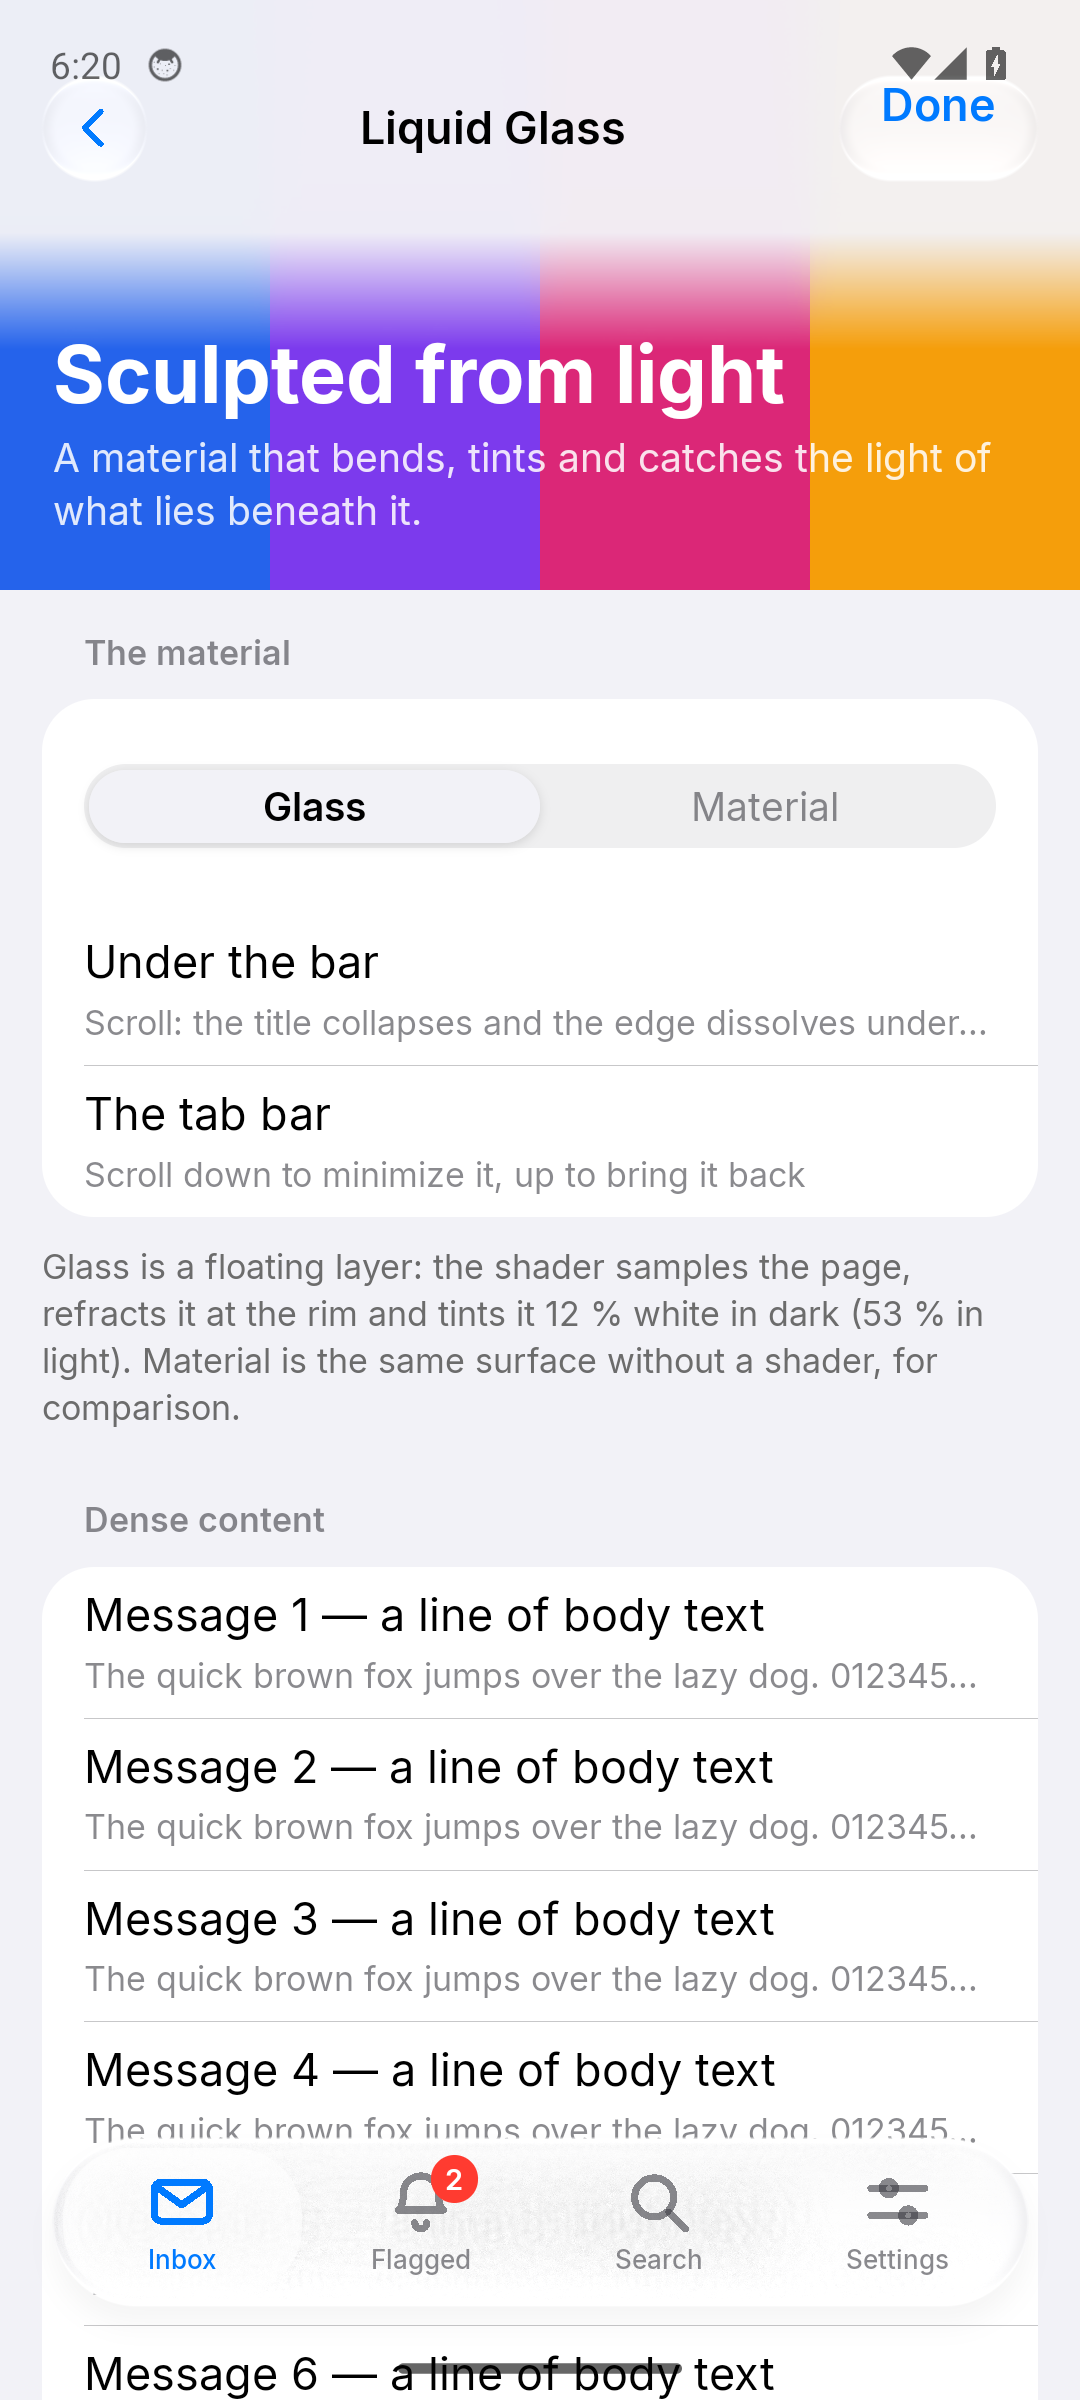 6:20
Liquid Glass
Done
Sculpted from light
A material that bends, tints and catches the light of
what lies beneath it.
The material
Glass
Material
Under the bar
Scroll: the title collapses and the edge dissolves under...
The tab bar
Scroll down to minimize it, up to bring it back
Glass is a floating layer: the shader samples the page,
refracts it at the rim and tints it 12 % white in dark (53 % in
light). Material is the same surface without a shader, for
comparison.
Dense content
Message 1 — a line of body text
The quick brown fox jumps over the lazy dog. 012345...
Message 2 — a line of body text
The quick brown fox jumps over the lazy dog. 012345...
Message 3 — a line of body text
The quick brown fox jumps over the lazy dog. 012345...
Message 4 — a line of body text
The quick brown fox jumps over the lazy dog. 012345...
2
Inbox
Flagged
Search
Settings
Message 6 — a line of body text